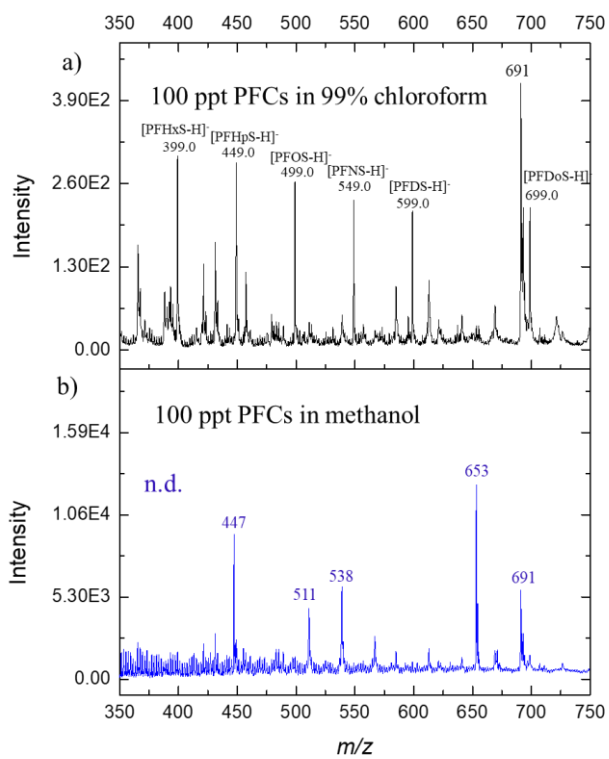 350 400 450 500 550 600 650 700 750
a)
691
3.90E2
100 ppt PFCs in 99% chloroform
[PFHxS-H]-
399.0
[PFHpS-H]-
449.0
[PFOS-H]-
499.0
[PFNS-H]-
549.0
[PFDS-H]-
599.0
[PFDoS-H]-
699.0
2.60E2
1.30E2
0.00
Intensity
b)
100 ppt PFCs in methanol
1.59E4
n.d.
653
1.06E4
447
511
538
691
5.30E3
0.00
Intensity
350 400 450 500 550 600 650 700 750
m/z